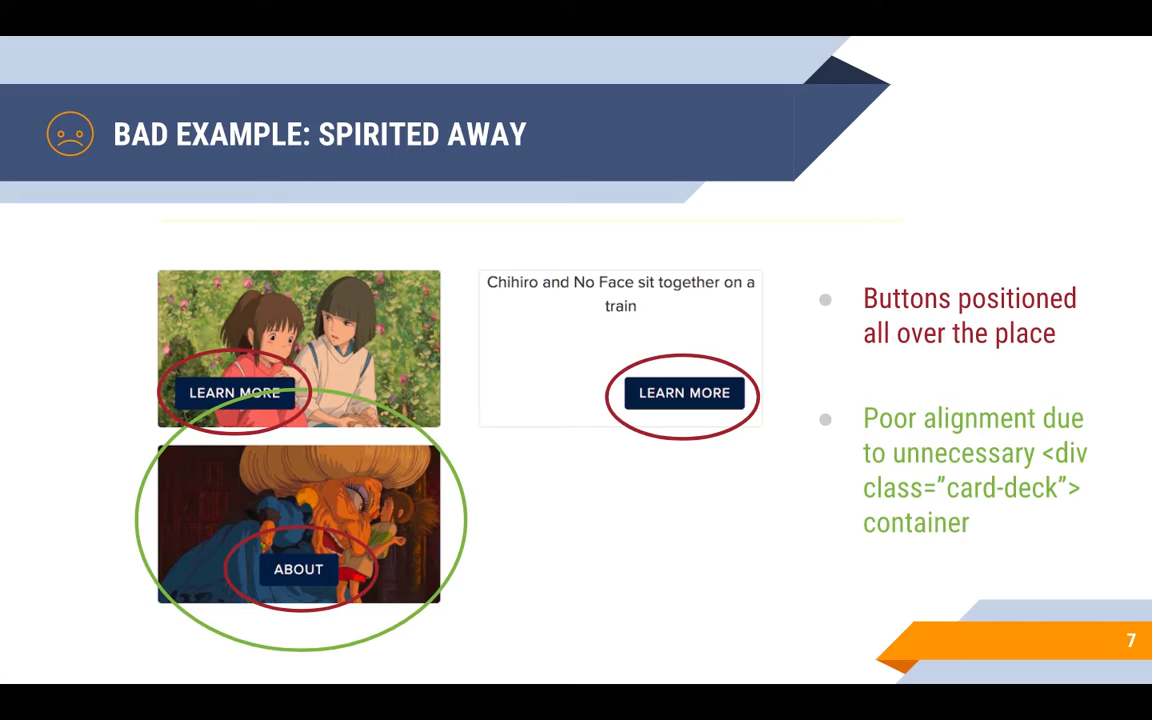 BAD EXAMPLE: SPIRITED AWAY
LEARN MORE
Chihiro and No Face sit together on a
train
LEARN MORE
ABOUT
Buttons positioned
all over the place
Poor alignment due
to unnecessary <div
class=”card-deck”>
container
7